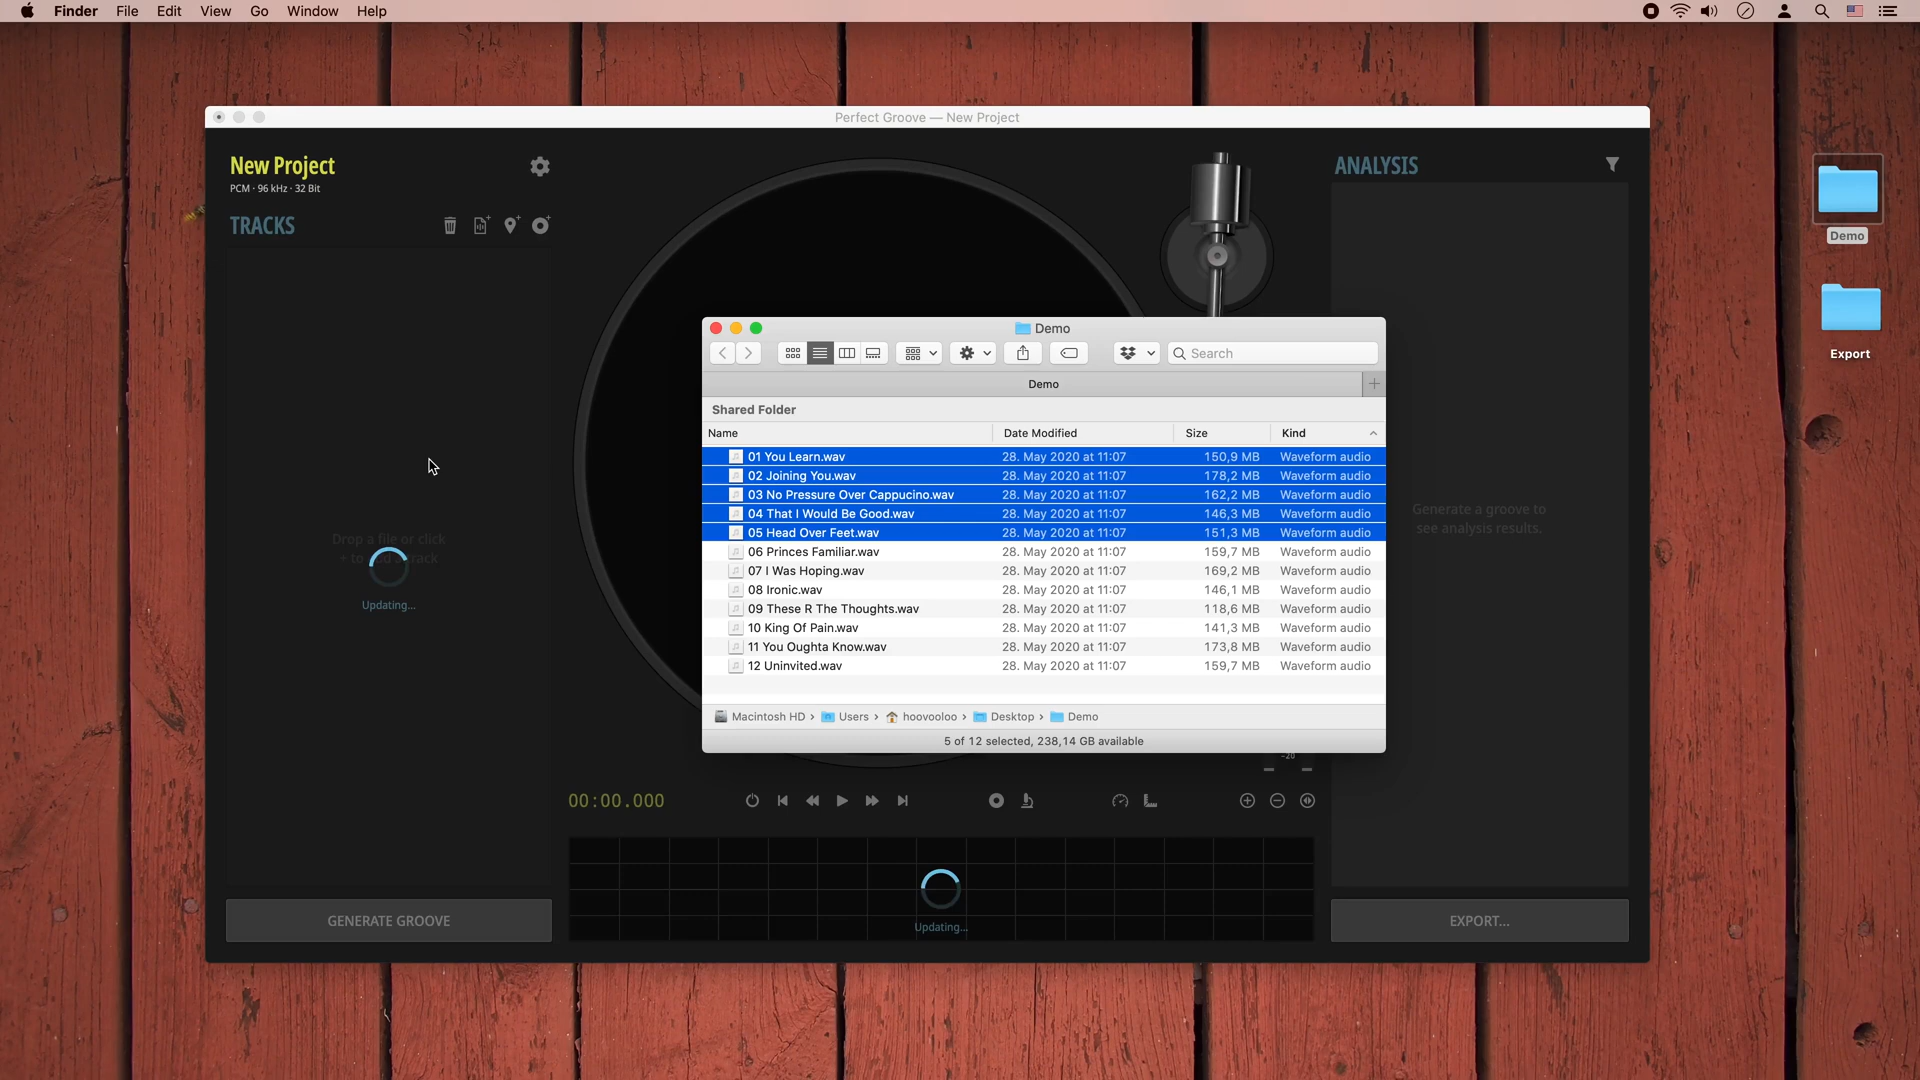 Finder File Edit View Go Window Help
Perfect Groove — New Project
New Project
PCM · 96 kHz · 32 Bit
TRACKS
Drop a file or click
+ to add a track
Updating...
GENERATE GROOVE
Demo
Search
Demo
Shared Folder
Name Date Modified Size Kind
01 You Learn.wav 28. May 2020 at 11:07 150,9 MB Waveform audio
02 Joining You.wav 28. May 2020 at 11:07 178,2 MB Waveform audio
03 No Pressure Over Cappucino.wav 28. May 2020 at 11:07 162,2 MB Waveform audio
04 That I Would Be Good.wav 28. May 2020 at 11:07 146,3 MB Waveform audio
05 Head Over Feet.wav 28. May 2020 at 11:07 151,3 MB Waveform audio
06 Princes Familiar.wav 28. May 2020 at 11:07 159,7 MB Waveform audio
07 I Was Hoping.wav 28. May 2020 at 11:07 169,2 MB Waveform audio
08 Ironic.wav 28. May 2020 at 11:07 146,1 MB Waveform audio
09 These R The Thoughts.wav 28. May 2020 at 11:07 118,6 MB Waveform audio
10 King Of Pain.wav 28. May 2020 at 11:07 141,3 MB Waveform audio
11 You Oughta Know.wav 28. May 2020 at 11:07 173,8 MB Waveform audio
12 Uninvited.wav 28. May 2020 at 11:07 159,7 MB Waveform audio
Macintosh HD › Users › hoovooloo › Desktop › Demo
5 of 12 selected, 238,14 GB available
-20
00:00.000
Updating...
ANALYSIS
Generate a groove to
see analysis results.
EXPORT...
Demo
Export